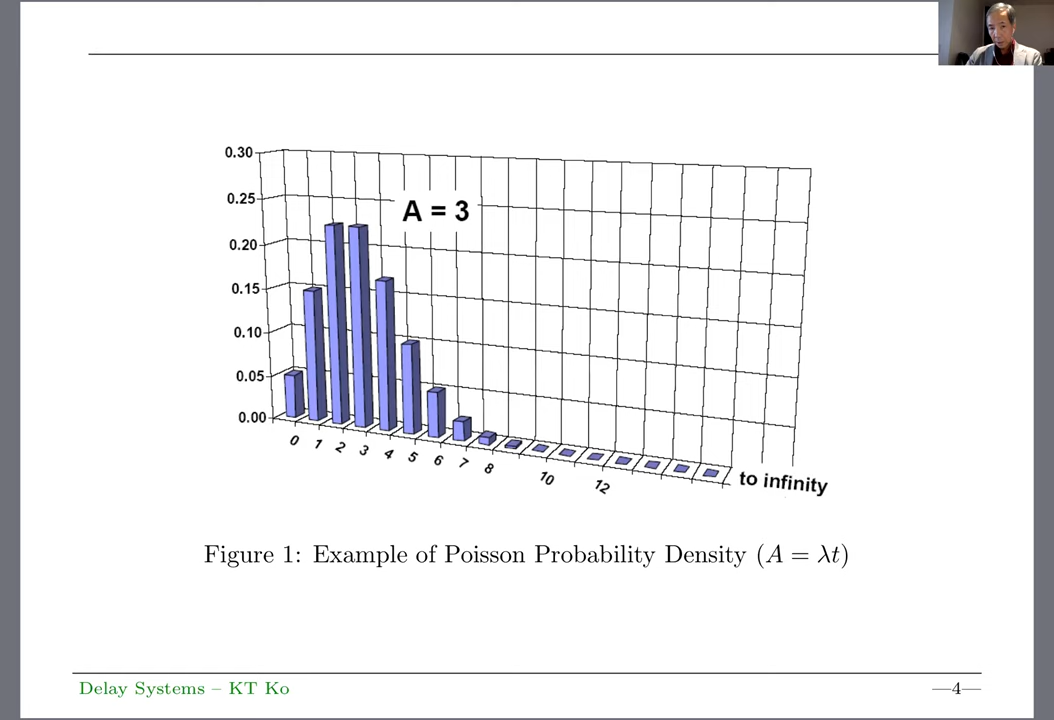 0.30
0.25
A = 3
0.20
0.15
0.10
0.05
0.00
0 1 2 3 4 5 6 7 8 10 12 to infinity
Figure 1: Example of Poisson Probability Density (A = λt)
Delay Systems – KT Ko —4—